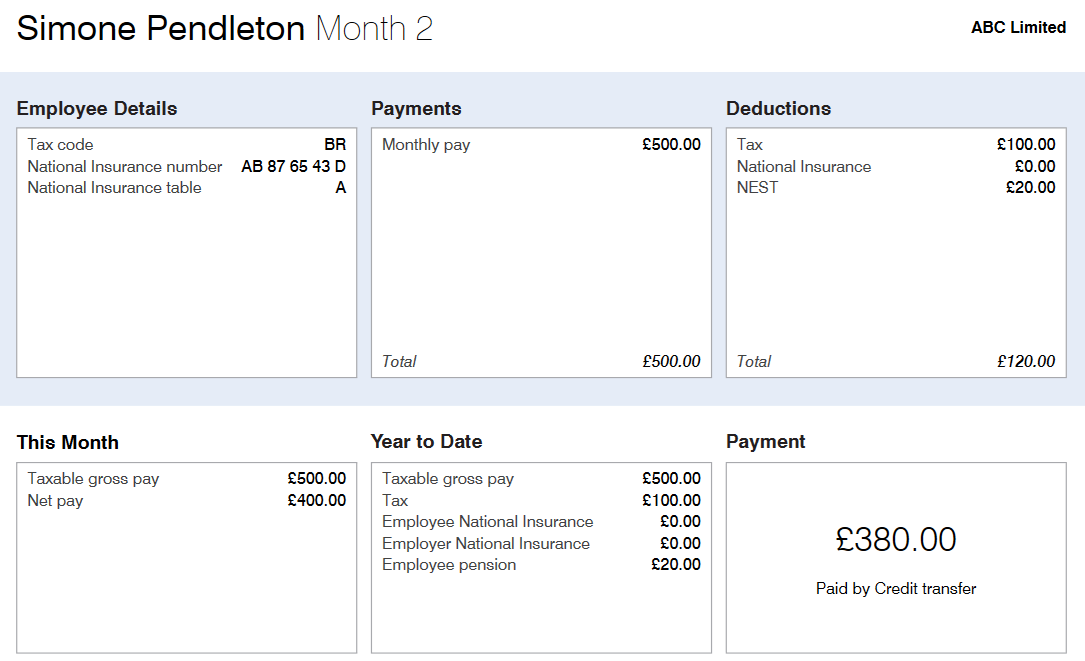 Simone Pendleton Month 2
ABC Limited
Employee Details
Tax code BR
National Insurance number AB 87 65 43 D
National Insurance table A
Payments
Monthly pay £500.00
Total £500.00
Deductions
Tax £100.00
National Insurance £0.00
NEST £20.00
Total £120.00
This Month
Taxable gross pay £500.00
Net pay £400.00
Year to Date
Taxable gross pay £500.00
Tax £100.00
Employee National Insurance £0.00
Employer National Insurance £0.00
Employee pension £20.00
Payment
£380.00
Paid by Credit transfer